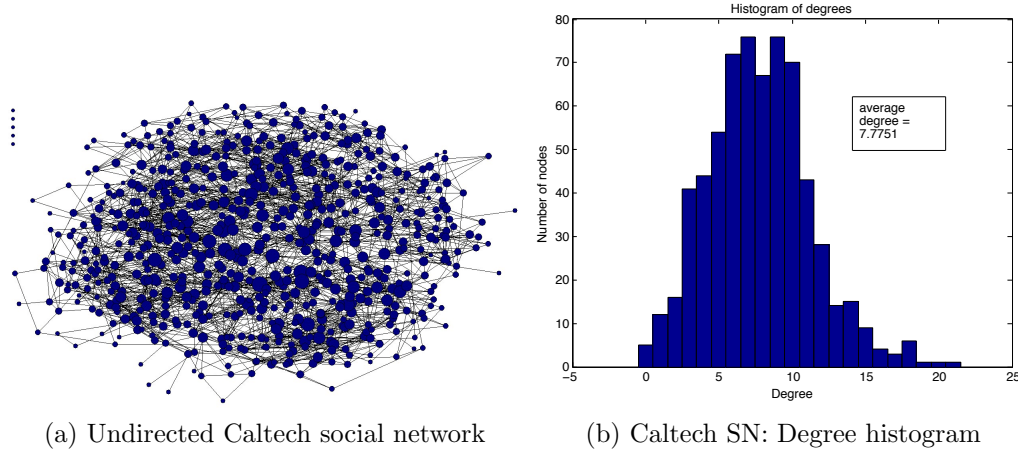 Histogram of degrees
80
70
60
50
40
30
20
10
0
Number of nodes
average
degree =
7.7751
−5
0
5
10
15
20
25
Degree
(a) Undirected Caltech social network
(b) Caltech SN: Degree histogram